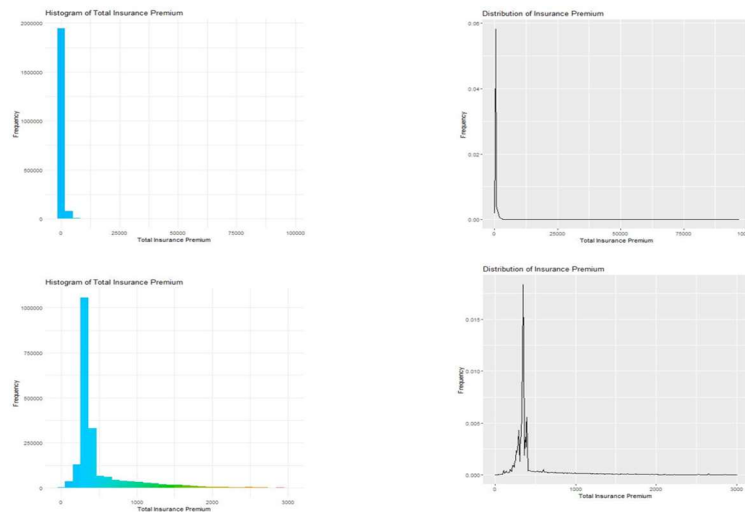 Histogram of Total Insurance Premium
2000000
1500000
1000000
500000
0
Frequency
0 25000 50000 75000 100000
Total Insurance Premium
Distribution of Insurance Premium
0.06
0.04
0.02
0.00
Frequency
0 25000 50000 75000
Total Insurance Premium
Histogram of Total Insurance Premium
1000000
750000
500000
250000
0
Frequency
0 1000 2000 3000
Total Insurance Premium
Distribution of Insurance Premium
0.015
0.010
0.005
0.000
Frequency
0 1000 2000 3000
Total Insurance Premium